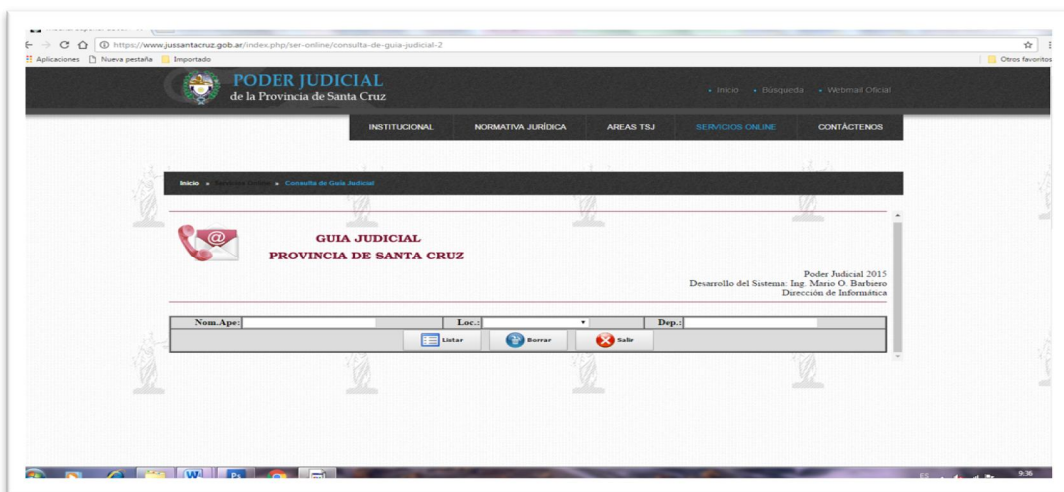 https://www.jussantacruz.gob.ar/index.php/ser-online/consulta-de-guia-judicial-2
Aplicaciones Nueva pestaña Importado Otros favoritos
PODER JUDICIAL
de la Provincia de Santa Cruz
• Inicio • Búsqueda • Webmail Oficial
INSTITUCIONAL NORMATIVA JURÍDICA AREAS TSJ SERVICIOS ONLINE CONTÁCTENOS
Inicio » Servicios Online » Consulta de Guia Judicial
GUIA JUDICIAL
PROVINCIA DE SANTA CRUZ
Poder Judicial 2015
Desarrollo del Sistema: Ing. Mario O. Barbiero
Dirección de Informática
Nom.Ape: Loc.: Dep.:
Listar Borrar Salir
ES 9:36